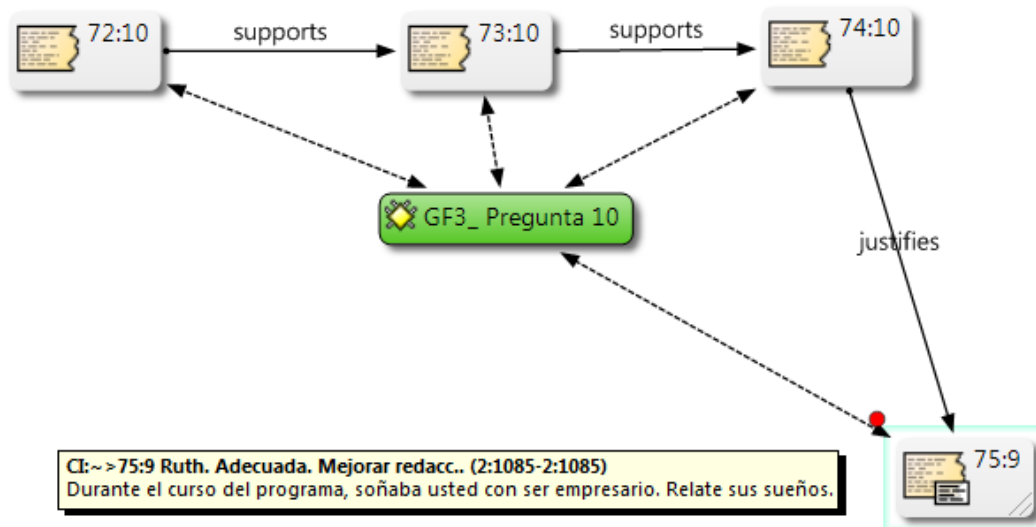 72:10
supports
73:10
supports
74:10
GF3_ Pregunta 10
justifies
75:9
CI:~>75:9 Ruth. Adecuada. Mejorar redacc.. (2:1085-2:1085)
Durante el curso del programa, soñaba usted con ser empresario. Relate sus sueños.